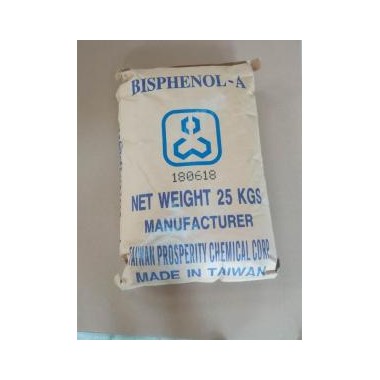 BISPHENOL-A
180618
NET WEIGHT 25 KGS
MANUFACTURER
TAIWAN PROSPERITY CHEMICAL CORP.
MADE IN TAIWAN